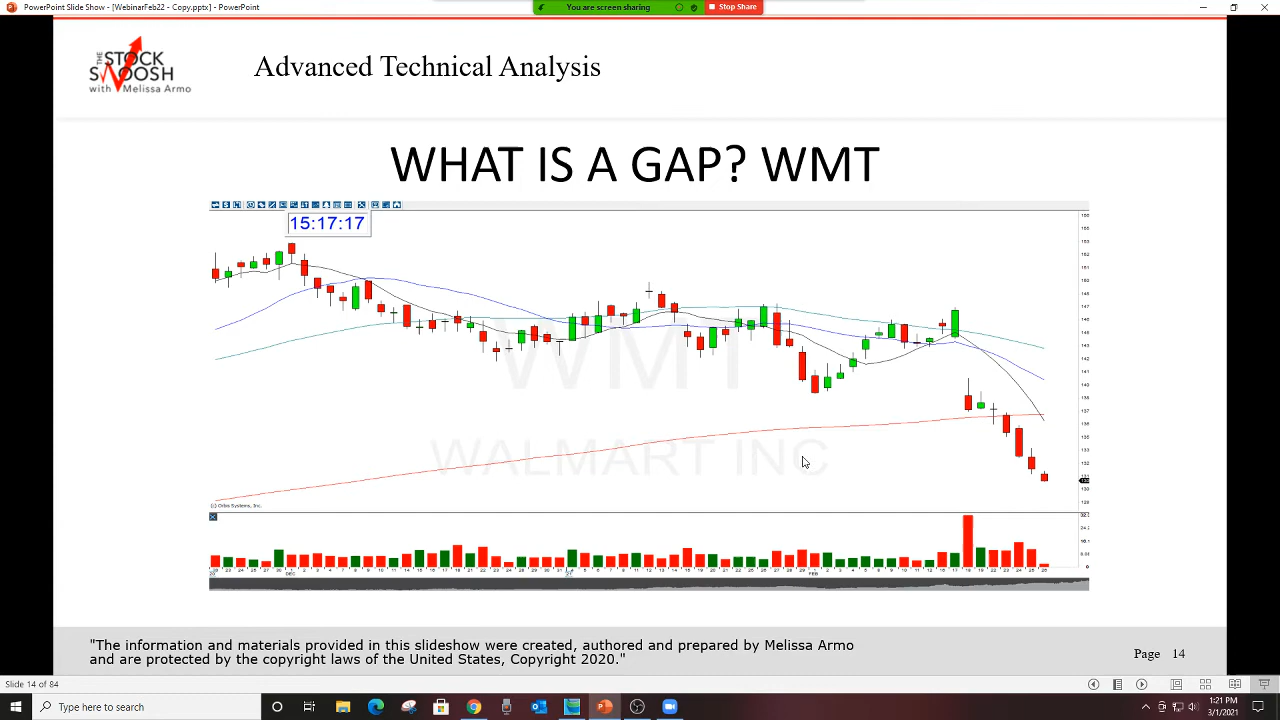 PowerPoint Slide Show - [WebinarFeb22 - Copy.pptx] - PowerPoint
You are screen sharing
Stop Share
THE
STOCK
SWOOSH
with Melissa Armo
Advanced Technical Analysis
WHAT IS A GAP? WMT
15:17:17
WMT
WALMART INC
"The information and materials provided in this slideshow were created, authored and prepared by Melissa Armo
and are protected by the copyright laws of the United States, Copyright 2020."
Page 14
Slide 14 of 84
Type here to search
1:21 PM
3/1/2021